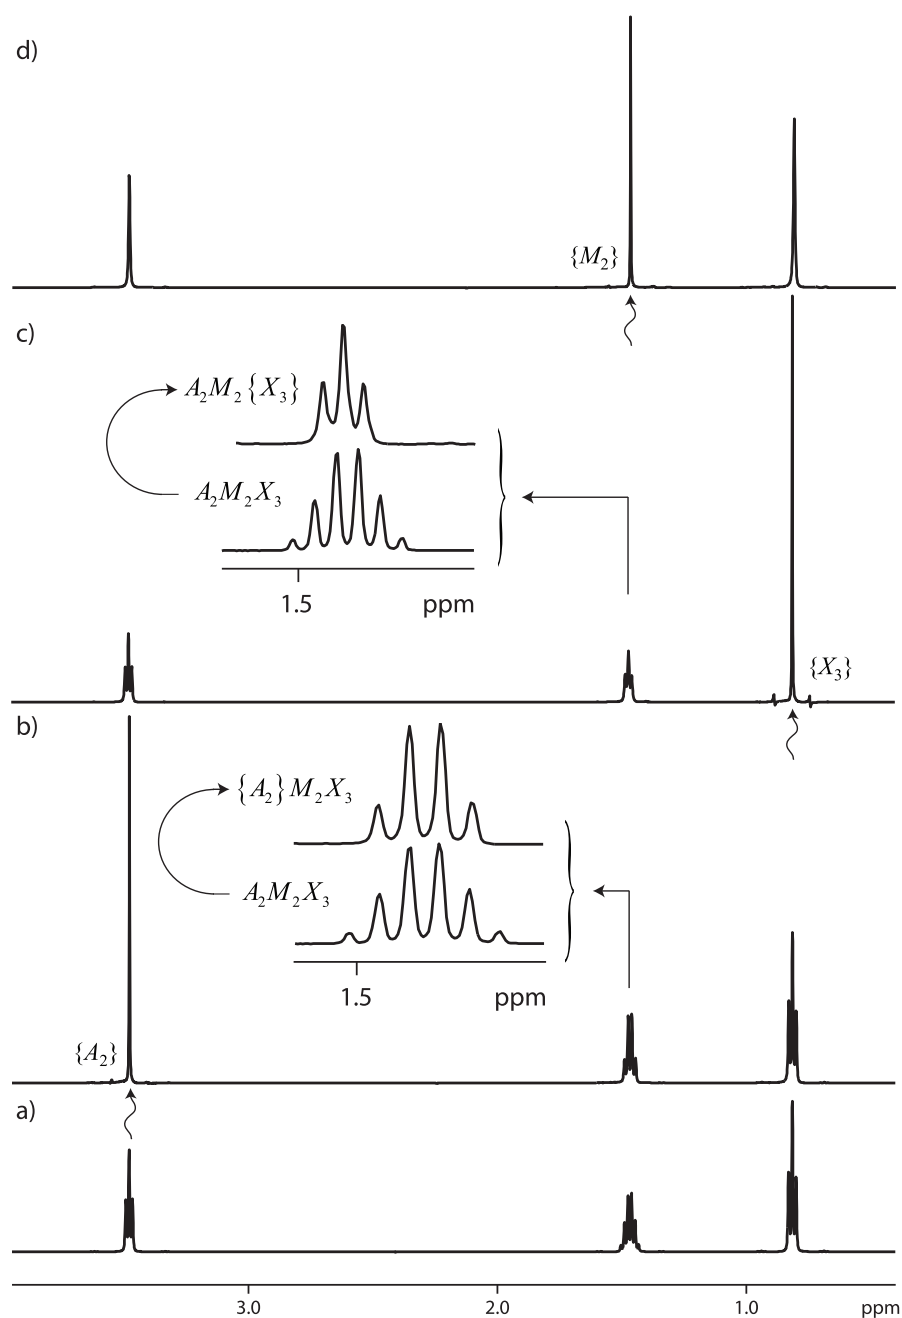 d)
{M₂}
c)
A₂M₂{X₃}
A₂M₂X₃
1.5 ppm
{X₃}
b)
{A₂}M₂X₃
A₂M₂X₃
1.5 ppm
{A₂}
a)
3.0 2.0 1.0 ppm